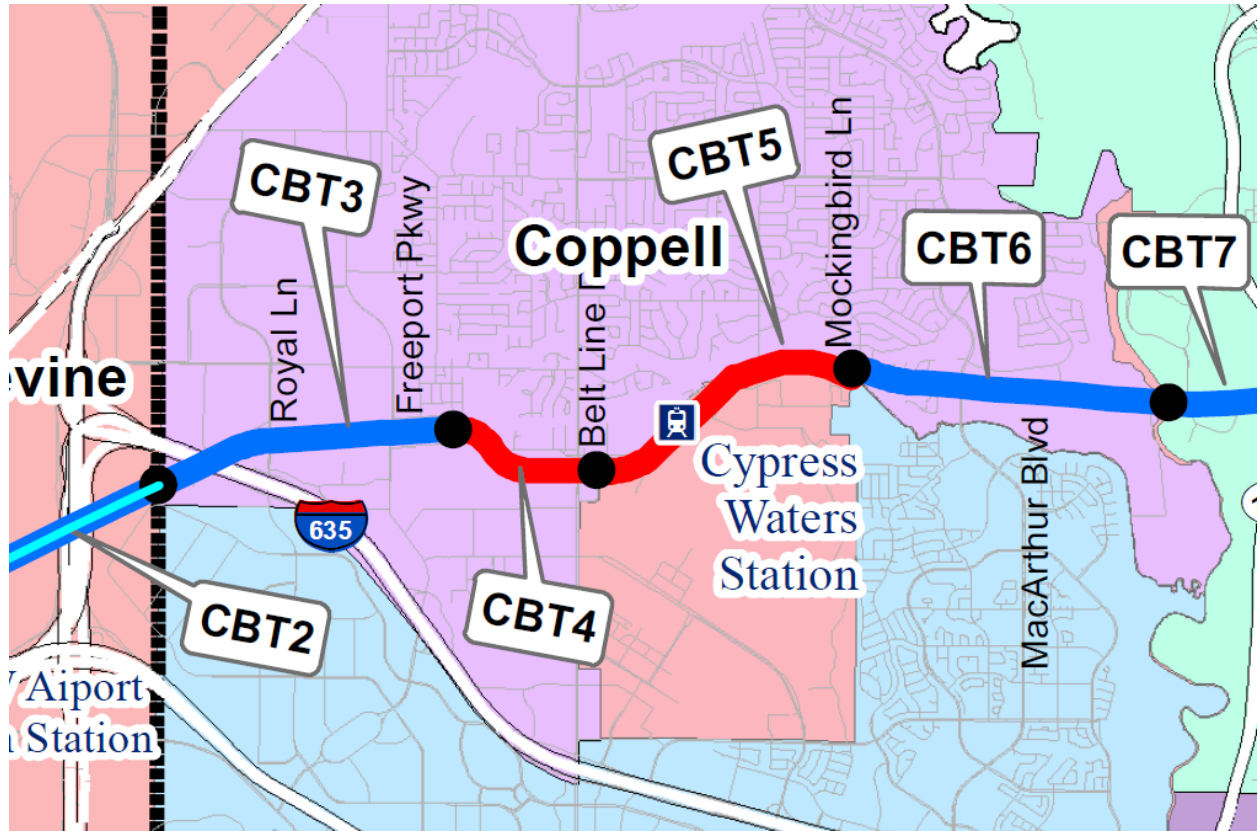 CBT3
CBT5
Mockingbird Ln
Freeport Pkwy
Coppell
CBT6
CBT7
Royal Ln
Belt Line
evine
Cypress
Waters
Station
635
MacArthur Blvd
CBT2
CBT4
Aiport
Station